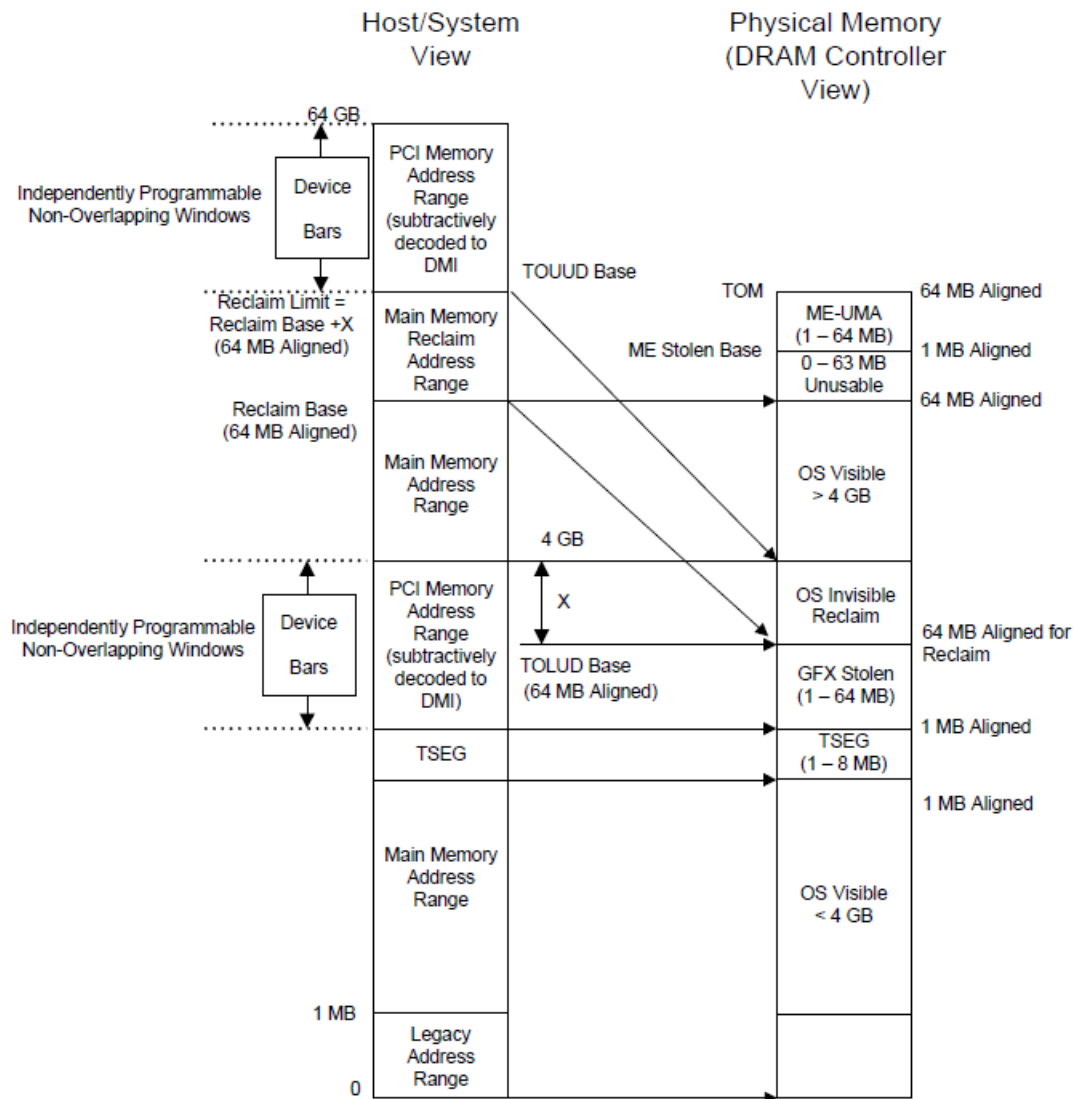 Host/System
View
Physical Memory
(DRAM Controller
View)
64 GB
PCI Memory
Address
Range
(subtractively
decoded to
DMI
Device
Bars
Independently Programmable
Non-Overlapping Windows
TOUUD Base
Reclaim Limit =
Reclaim Base +X
(64 MB Aligned)
Main Memory
Reclaim
Address
Range
TOM
64 MB Aligned
ME-UMA
(1 – 64 MB)
ME Stolen Base
1 MB Aligned
0 – 63 MB
Unusable
64 MB Aligned
Reclaim Base
(64 MB Aligned)
Main Memory
Address
Range
OS Visible
> 4 GB
4 GB
Independently Programmable
Non-Overlapping Windows
Device
Bars
PCI Memory
Address
Range
(subtractively
decoded to
DMI)
X
OS Invisible
Reclaim
64 MB Aligned for
Reclaim
TOLUD Base
(64 MB Aligned)
GFX Stolen
(1 – 64 MB)
1 MB Aligned
TSEG
TSEG
(1 – 8 MB)
1 MB Aligned
Main Memory
Address
Range
OS Visible
< 4 GB
1 MB
Legacy
Address
Range
0